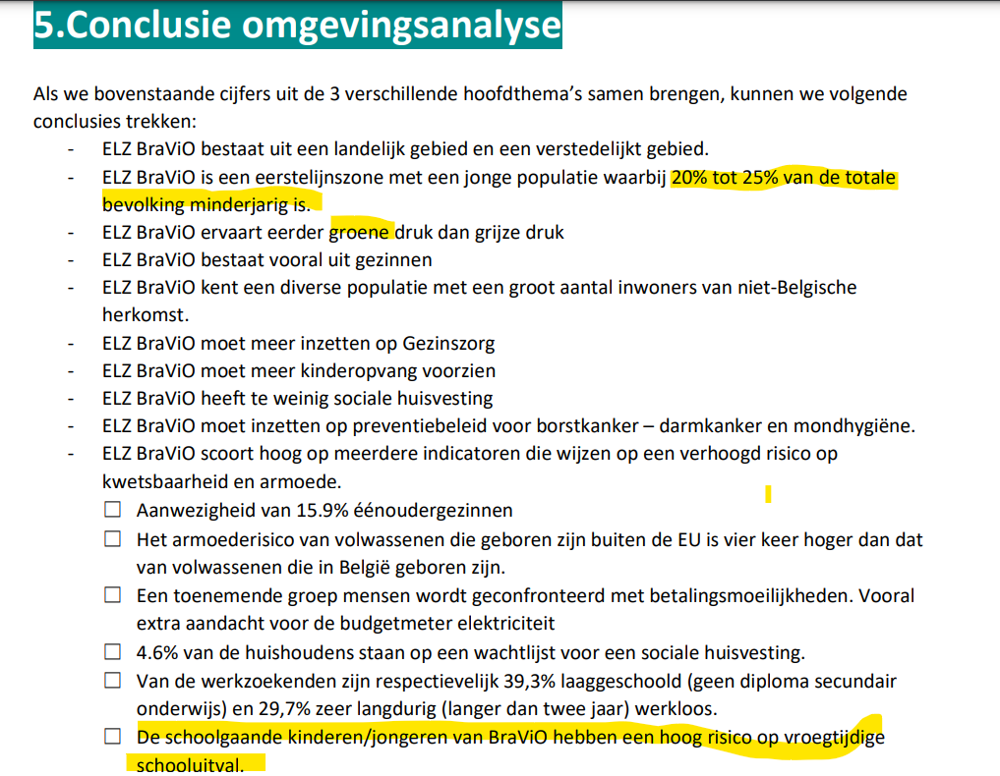 5.Conclusie omgevingsanalyse
Als we bovenstaande cijfers uit de 3 verschillende hoofdthema's samen brengen, kunnen we volgende
conclusies trekken:
- ELZ BraViO bestaat uit een landelijk gebied en een verstedelijkt gebied.
- ELZ BraViO is een eerstelijnszone met een jonge populatie waarbij 20% tot 25% van de totale
bevolking minderjarig is.
- ELZ BraViO ervaart eerder groene druk dan grijze druk
- ELZ BraViO bestaat vooral uit gezinnen
- ELZ BraViO kent een diverse populatie met een groot aantal inwoners van niet-Belgische
herkomst.
- ELZ BraViO moet meer inzetten op Gezinszorg
- ELZ BraViO moet meer kinderopvang voorzien
- ELZ BraViO heeft te weinig sociale huisvesting
- ELZ BraViO moet inzetten op preventiebeleid voor borstkanker – darmkanker en mondhygiëne.
- ELZ BraViO scoort hoog op meerdere indicatoren die wijzen op een verhoogd risico op
kwetsbaarheid en armoede.
☐ Aanwezigheid van 15.9% éénoudergezinnen
☐ Het armoederisico van volwassenen die geboren zijn buiten de EU is vier keer hoger dan dat
van volwassenen die in België geboren zijn.
☐ Een toenemende groep mensen wordt geconfronteerd met betalingsmoeilijkheden. Vooral
extra aandacht voor de budgetmeter elektriciteit
☐ 4.6% van de huishoudens staan op een wachtlijst voor een sociale huisvesting.
☐ Van de werkzoekenden zijn respectievelijk 39,3% laaggeschoold (geen diploma secundair
onderwijs) en 29,7% zeer langdurig (langer dan twee jaar) werkloos.
☐ De schoolgaande kinderen/jongeren van BraViO hebben een hoog risico op vroegtijdige
schooluitval.